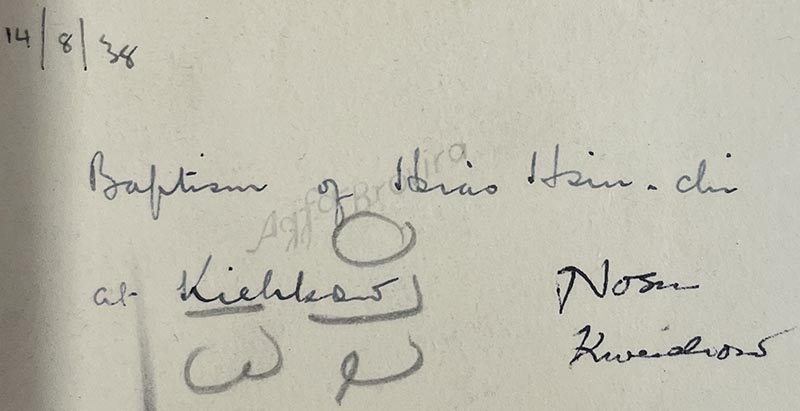 14/8/38
Baptism of Hsiao Hsin-chi
at Kiehkow Nosu
Kweichow